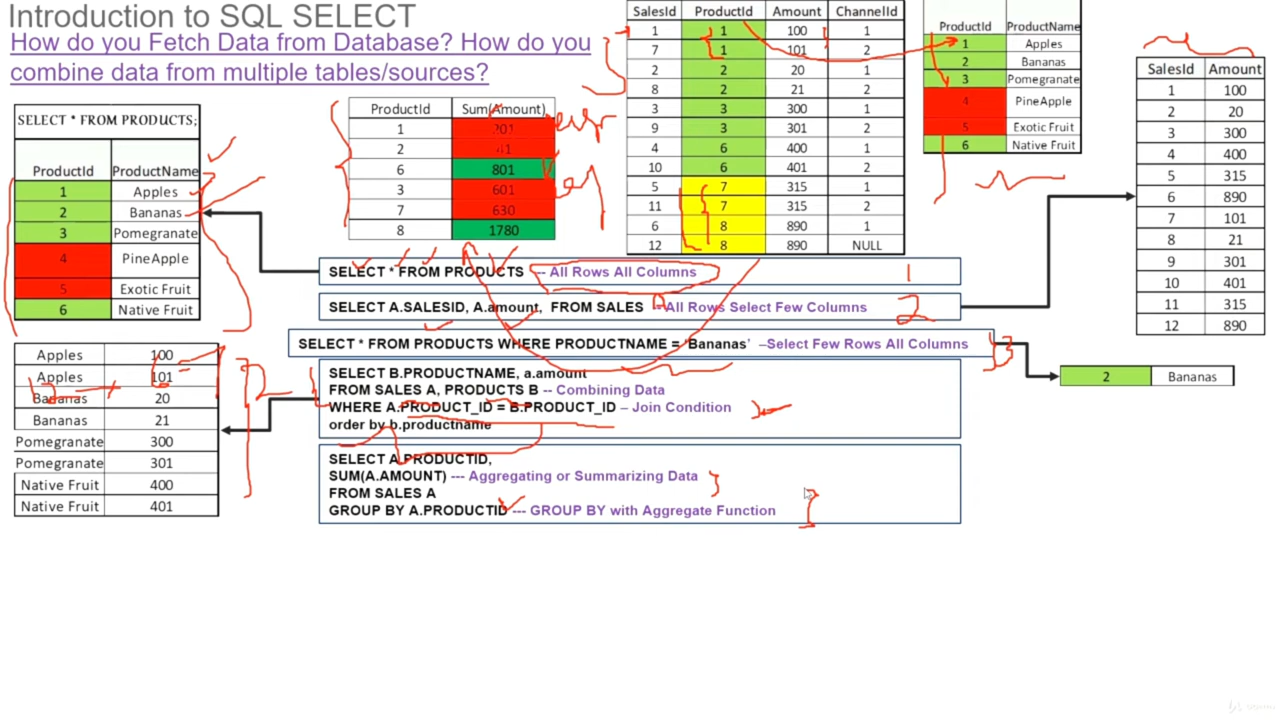 Introduction to SQL SELECT
How do you Fetch Data from Database? How do you
combine data from multiple tables/sources?
SELECT * FROM PRODUCTS;
ProductId ProductName
1 Apples
2 Bananas
3 Pomegranate
4 PineApple
5 Exotic Fruit
6 Native Fruit
ProductId Sum(Amount)
1 201
2 41
6 801
3 601
7 630
8 1780
SalesId ProductId Amount ChannelId
1 1 100 1
7 1 101 2
2 2 20 1
8 2 21 2
3 3 300 1
9 3 301 2
4 6 400 1
10 6 401 2
5 7 315 1
11 7 315 2
6 8 890 1
12 8 890 NULL
ProductId ProductName
1 Apples
2 Bananas
3 Pomegranate
4 PineApple
5 Exotic Fruit
6 Native Fruit
SalesId Amount
1 100
2 20
3 300
4 400
5 315
6 890
7 101
8 21
9 301
10 401
11 315
12 890
SELECT * FROM PRODUCTS -- All Rows All Columns 1
SELECT A.SALESID, A.amount, FROM SALES A --All Rows Select Few Columns 2
SELECT * FROM PRODUCTS WHERE PRODUCTNAME = 'Bananas' –Select Few Rows All Columns 3
2 Bananas
SELECT B.PRODUCTNAME, a.amount
FROM SALES A, PRODUCTS B -- Combining Data
WHERE A.PRODUCT_ID = B.PRODUCT_ID – Join Condition
order by b.productname
Apples 100
Apples 101
Bananas 20
Bananas 21
Pomegranate 300
Pomegranate 301
Native Fruit 400
Native Fruit 401
SELECT A.PRODUCTID,
SUM(A.AMOUNT) --- Aggregating or Summarizing Data
FROM SALES A
GROUP BY A.PRODUCTID --- GROUP BY with Aggregate Function